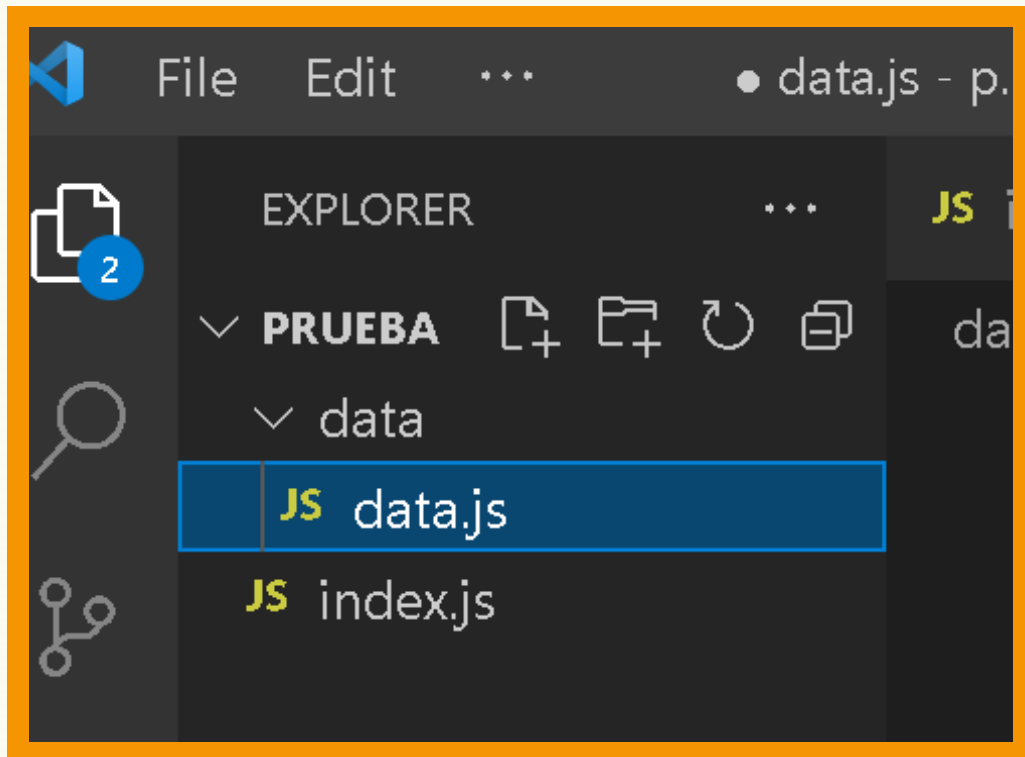 File Edit ··· ● data.js - p.
EXPLORER ···
JS
2
PRUEBA
da
data
JS data.js
JS index.js